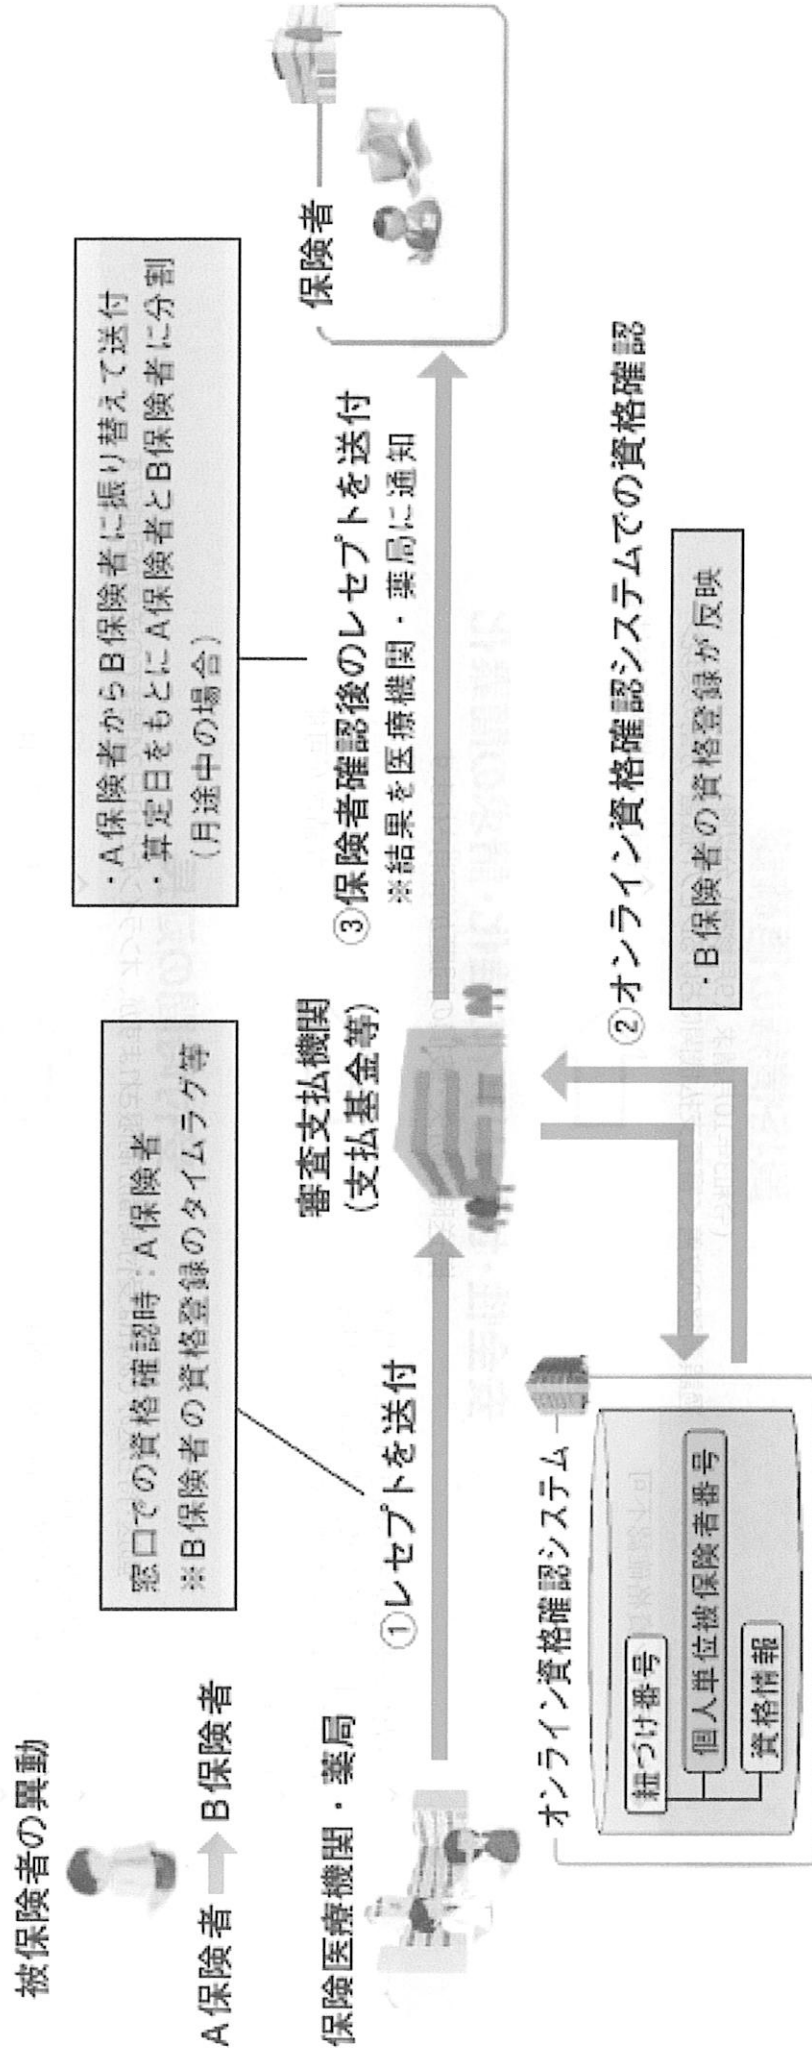 被保険者の異動
A保険者
B保険者
窓口での資格確認時：A保険者
※B保険者の資格登録のタイムラグ等
・A保険者からB保険者に振り替えて送付
・算定日をもとにA保険者とB保険者に分割
（月途中の場合）
保険医療機関・薬局
①レセプトを送付
審査支払機関
（支払基金等）
③保険者確認後のレセプトを送付
※結果を医療機関・薬局に通知
保険者
オンライン資格確認システム
紐づけ番号
個人単位被保険者番号
資格情報
②オンライン資格確認システムでの資格確認
・B保険者の資格登録が反映